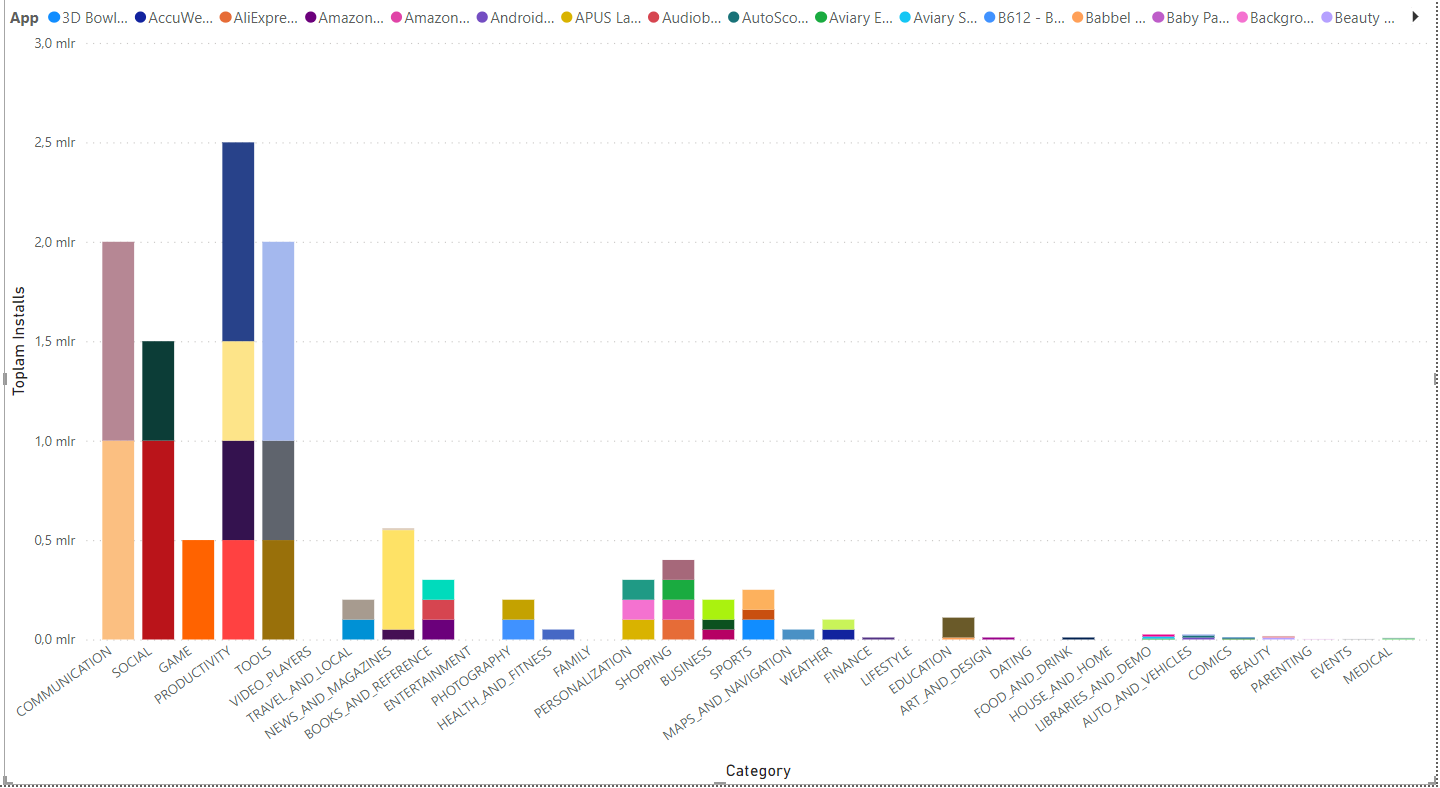 App 3D Bowl... AccuWe... AliExpre... Amazon... Amazon... Android... APUS La... Audiob... AutoSco... Aviary E... Aviary S... B612 - B... Babbel ... Baby Pa... Backgro... Beauty ...
3,0 mlr
2,5 mlr
2,0 mlr
1,5 mlr
1,0 mlr
0,5 mlr
0,0 mlr
Toplam Installs
COMMUNICATION
SOCIAL
GAME
PRODUCTIVITY
TOOLS
VIDEO_PLAYERS
TRAVEL_AND_LOCAL
NEWS_AND_MAGAZINES
BOOKS_AND_REFERENCE
ENTERTAINMENT
PHOTOGRAPHY
HEALTH_AND_FITNESS
FAMILY
PERSONALIZATION
SHOPPING
BUSINESS
SPORTS
MAPS_AND_NAVIGATION
WEATHER
FINANCE
LIFESTYLE
EDUCATION
ART_AND_DESIGN
DATING
FOOD_AND_DRINK
HOUSE_AND_HOME
LIBRARIES_AND_DEMO
AUTO_AND_VEHICLES
COMICS
BEAUTY
PARENTING
EVENTS
MEDICAL
Category